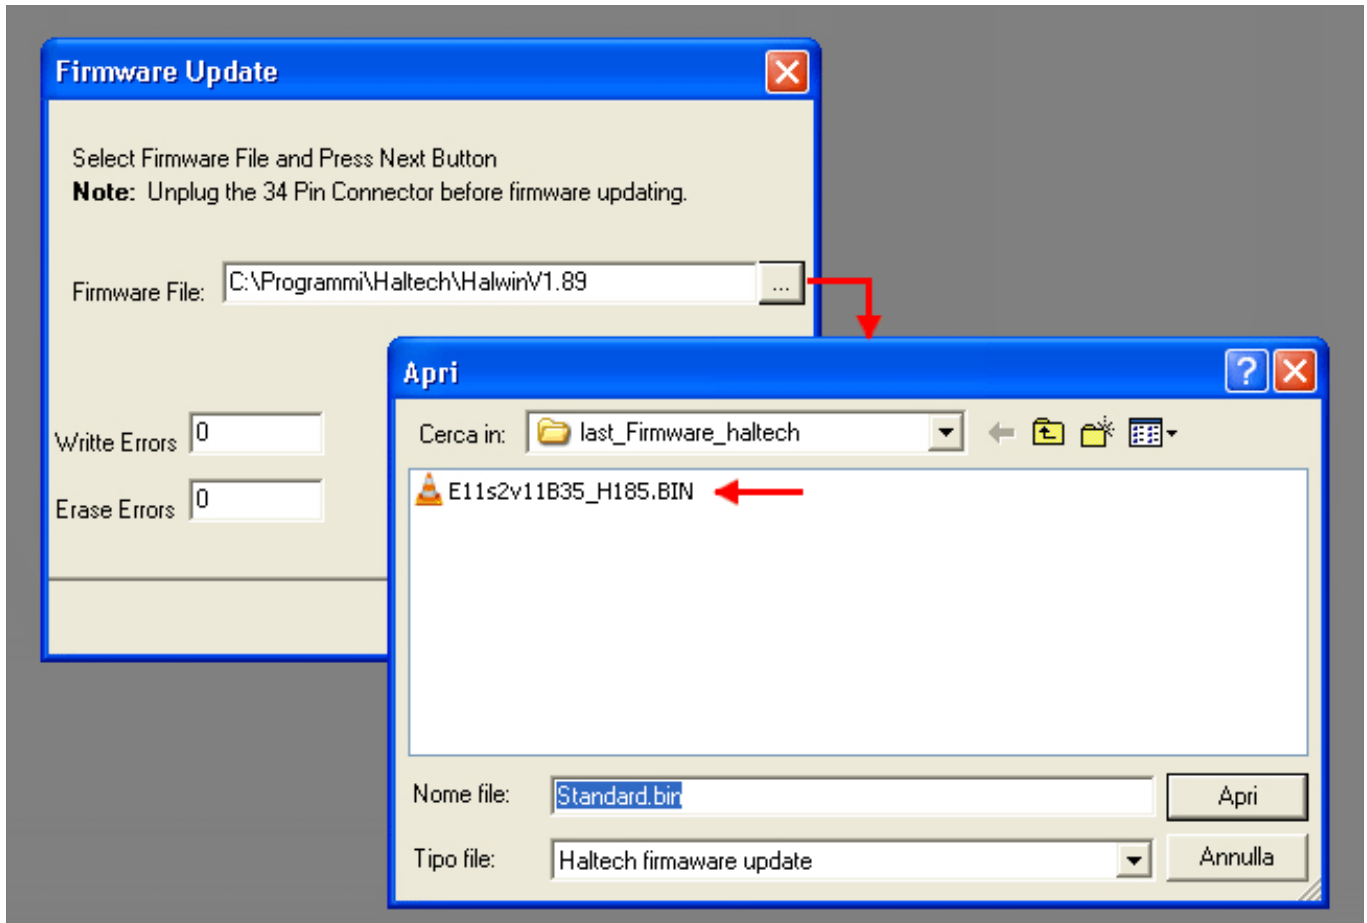 Firmware Update
Select Firmware File and Press Next Button
Note: Unplug the 34 Pin Connector before firmware updating.
Firmware File: C:\Programmi\Haltech\HalwinV1.89 ...
Writte Errors 0
Erase Errors 0
Apri
Cerca in: last_Firmware_haltech
E11s2v11B35_H185.BIN
Nome file: Standard.bin Apri
Tipo file: Haltech firmaware update Annulla